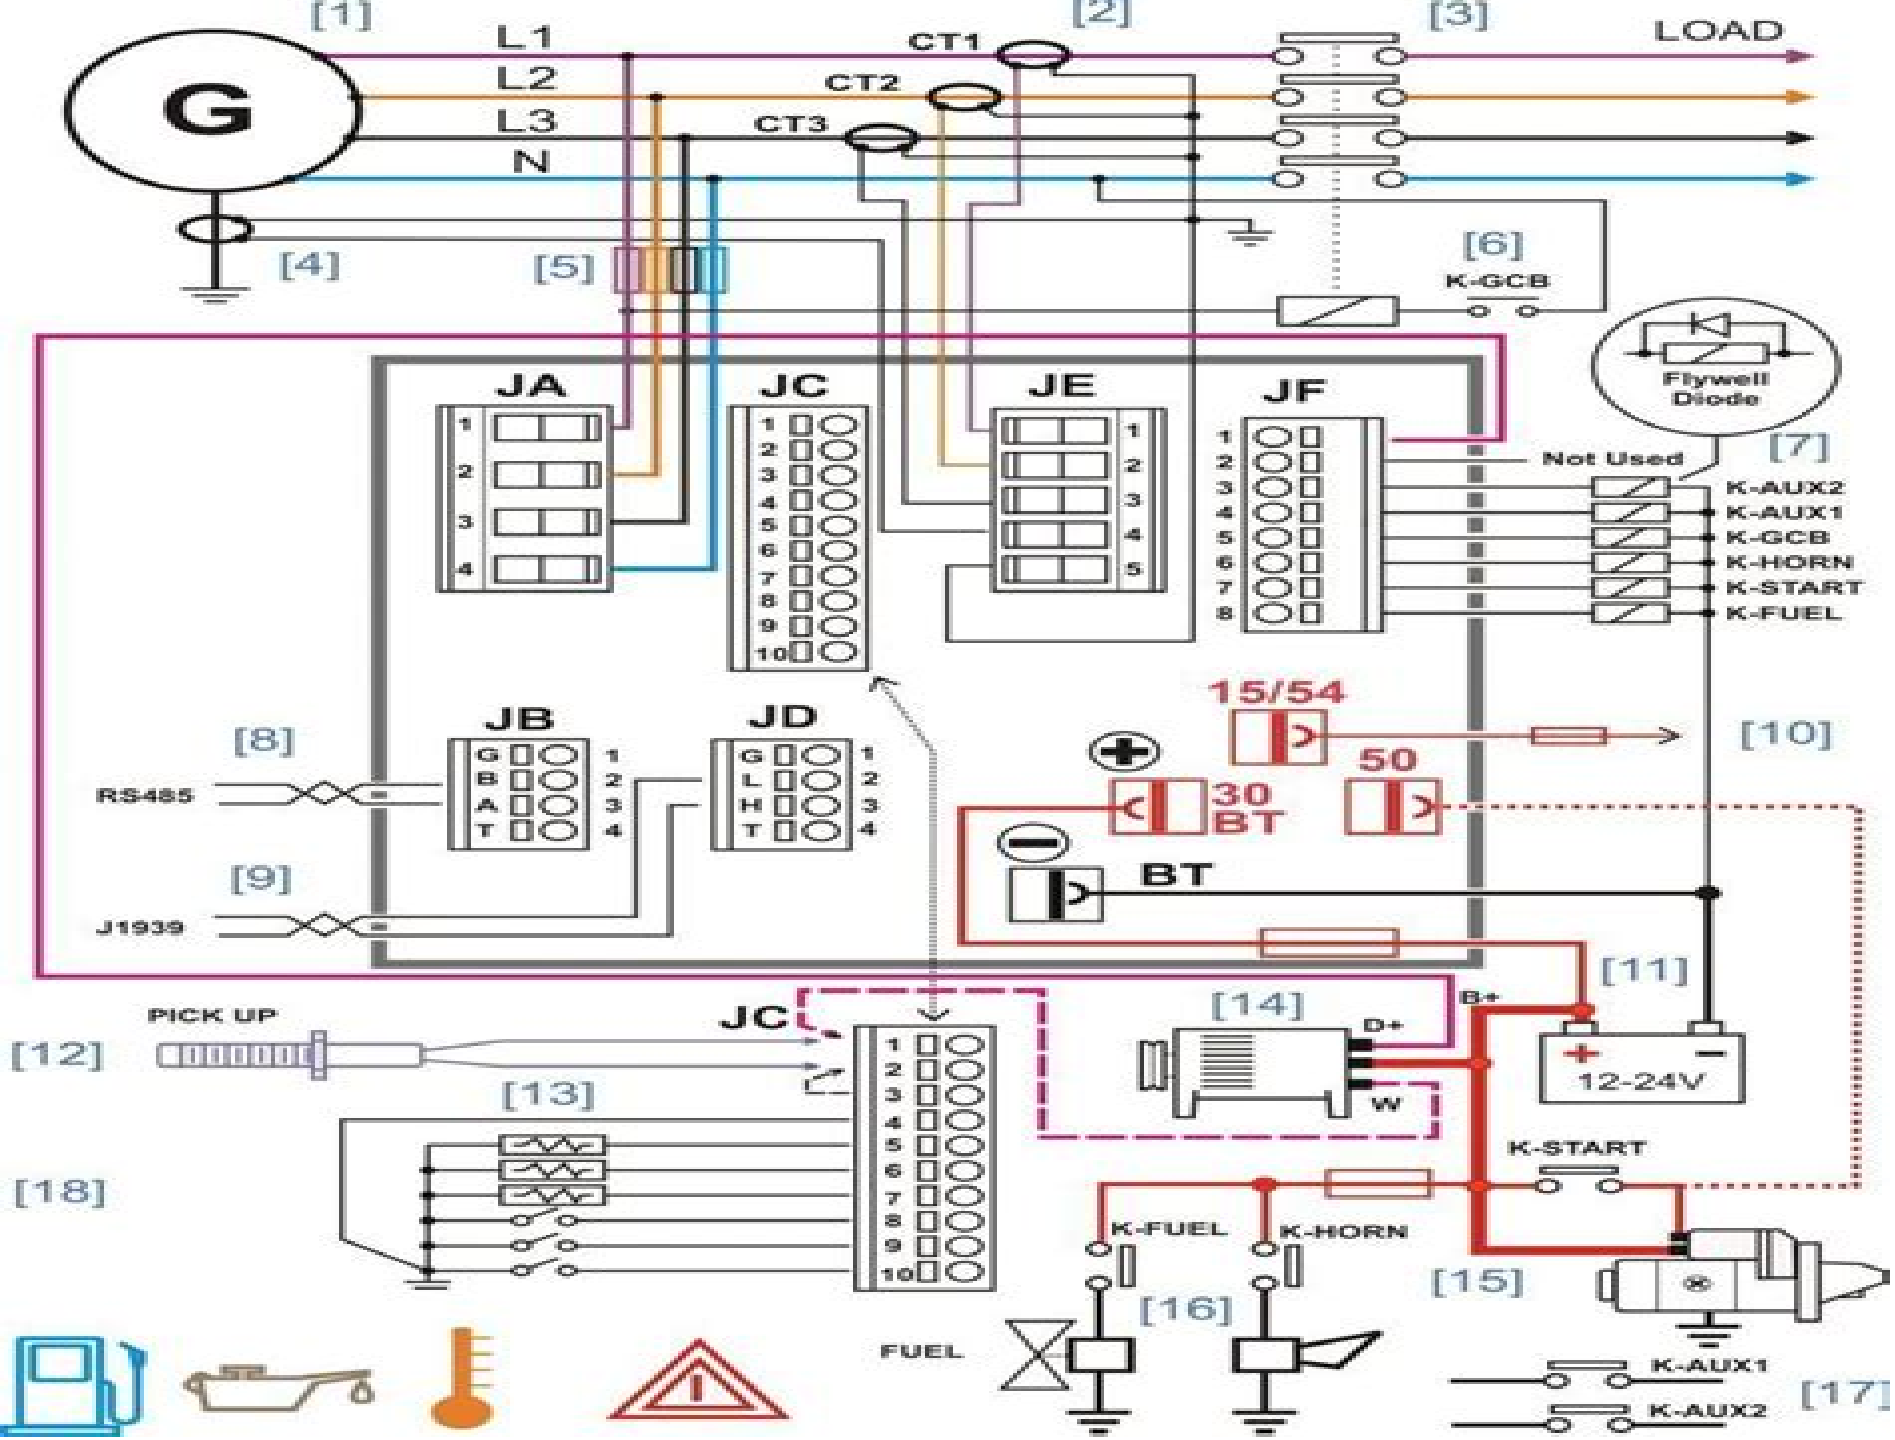 [1] [2] [3]
L1 CT1 LOAD
L2 CT2
L3 CT3
N
G
[4] [5] [6]
K-GCB
Flywell
Diode
[7]
JA JC JE JF
1
2
3
4
1
2
3
4
5
6
7
8
9
10
1
2
3
4
5
1
2
3
4
5
6
7
8
Not Used
K-AUX2
K-AUX1
K-GCB
K-HORN
K-START
K-FUEL
15/54
[10]
50
+
30
BT
−
BT
[8]
RS485
JB
G 1
B 2
A 3
T 4
JD
G 1
L 2
H 3
T 4
[9]
J1939
[11]
B+
+ −
12-24V
[14]
D+
W
PICK UP
[12]
JC
1
2
3
4
5
6
7
8
9
10
[13]
[18]
K-START
K-FUEL K-HORN
[15]
[16]
FUEL
K-AUX1
[17]
K-AUX2